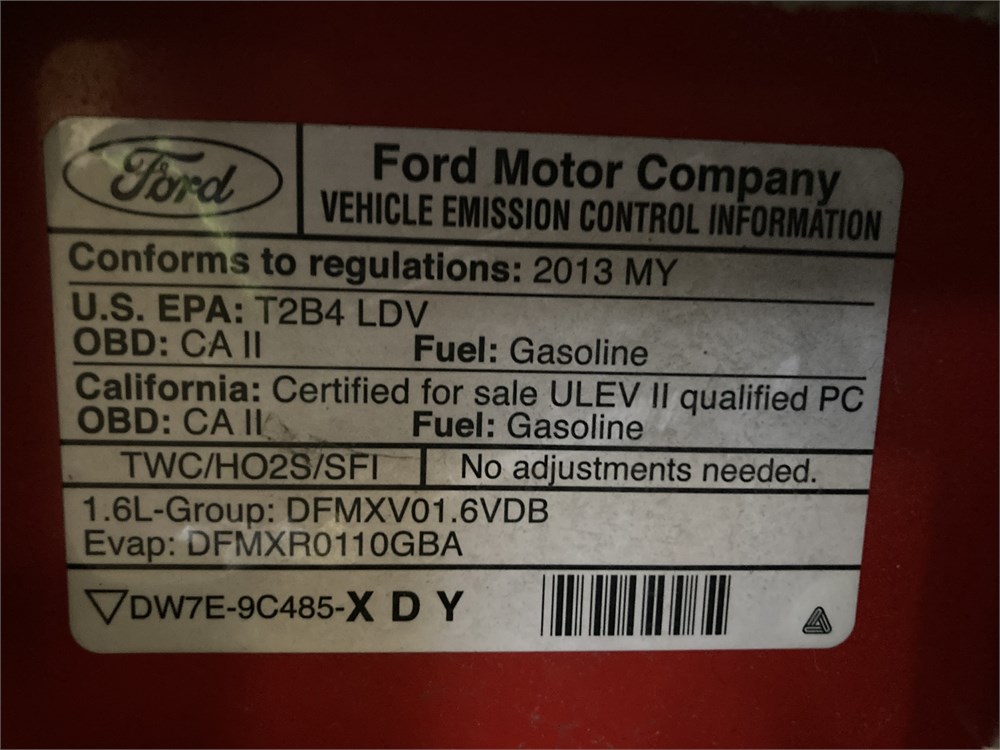 Ford
Ford Motor Company
VEHICLE EMISSION CONTROL INFORMATION
Conforms to regulations: 2013 MY
U.S. EPA: T2B4 LDV
OBD: CA II Fuel: Gasoline
California: Certified for sale ULEV II qualified PC
OBD: CA II Fuel: Gasoline
TWC/HO2S/SFI No adjustments needed.
1.6L-Group: DFMXV01.6VDB
Evap: DFMXR0110GBA
▽DW7E-9C485-X D Y